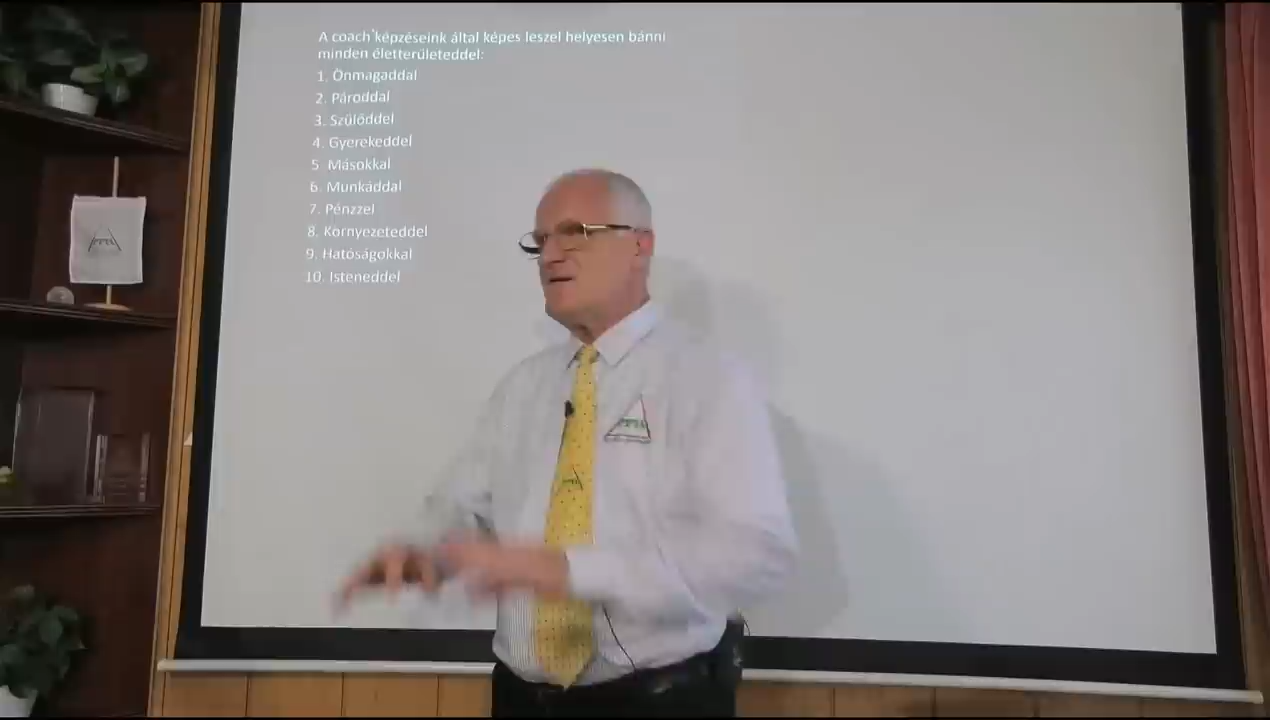 A coach képzéseink által képes leszel helyesen bánni
minden életterületeddel:
1. Önmagaddal
2. Pároddal
3. Szülőddel
4. Gyerekeddel
5. Másokkal
6. Munkáddal
7. Pénzzel
8. Környezeteddel
9. Hatóságokkal
10. Isteneddel